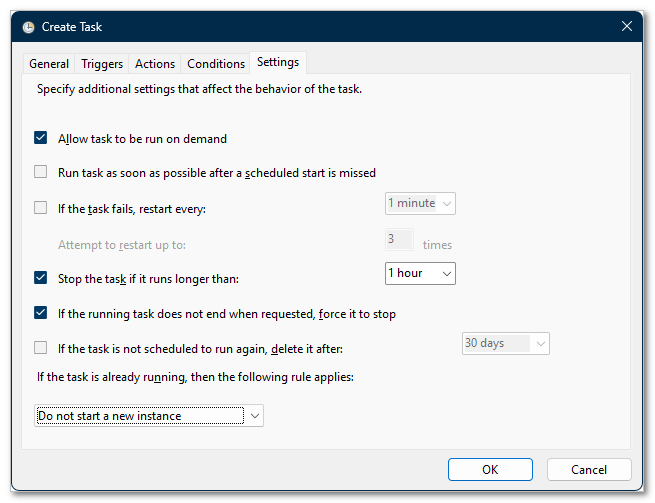 Create Task
General Triggers Actions Conditions Settings
Specify additional settings that affect the behavior of the task.
Allow task to be run on demand
Run task as soon as possible after a scheduled start is missed
If the task fails, restart every: 1 minute
Attempt to restart up to: 3 times
Stop the task if it runs longer than: 1 hour
If the running task does not end when requested, force it to stop
If the task is not scheduled to run again, delete it after: 30 days
If the task is already running, then the following rule applies:
Do not start a new instance
OK Cancel